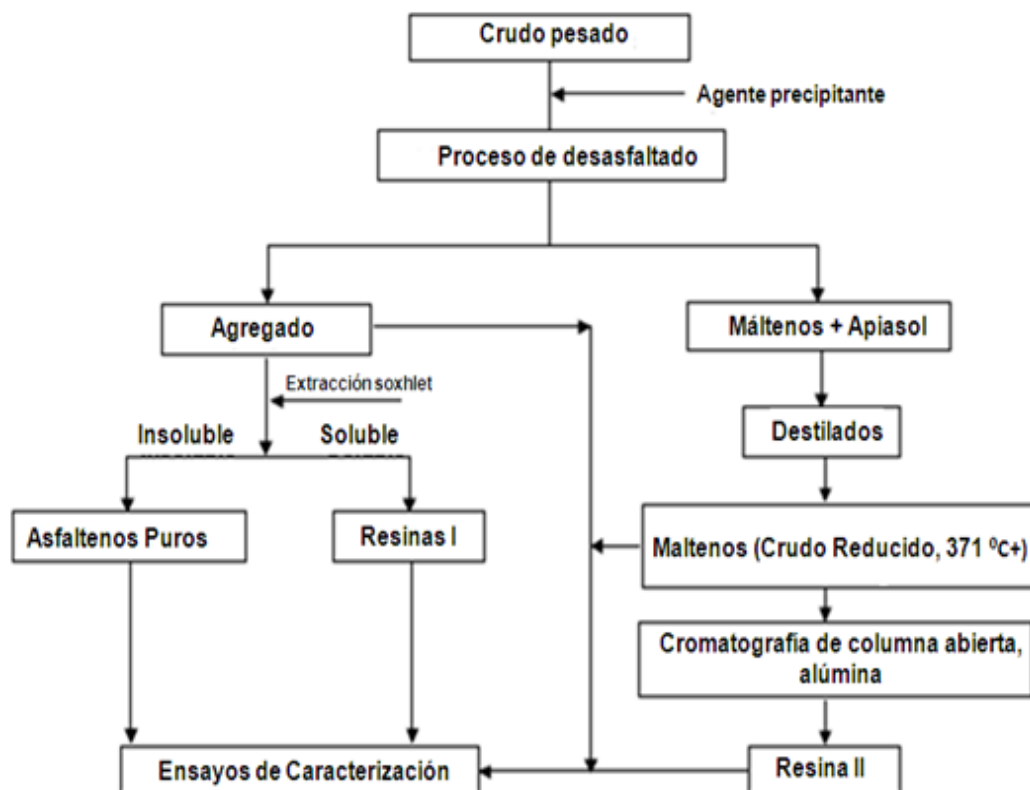 Crudo pesado
Agente precipitante
Proceso de desasfaltado
Agregado
Máltenos + Apiasol
Extracción soxhlet
Destilados
Insoluble
Soluble
Asfaltenos Puros
Resinas I
Maltenos (Crudo Reducido, 371 ⁰C+)
Cromatografía de columna abierta,
alúmina
Ensayos de Caracterización
Resina II